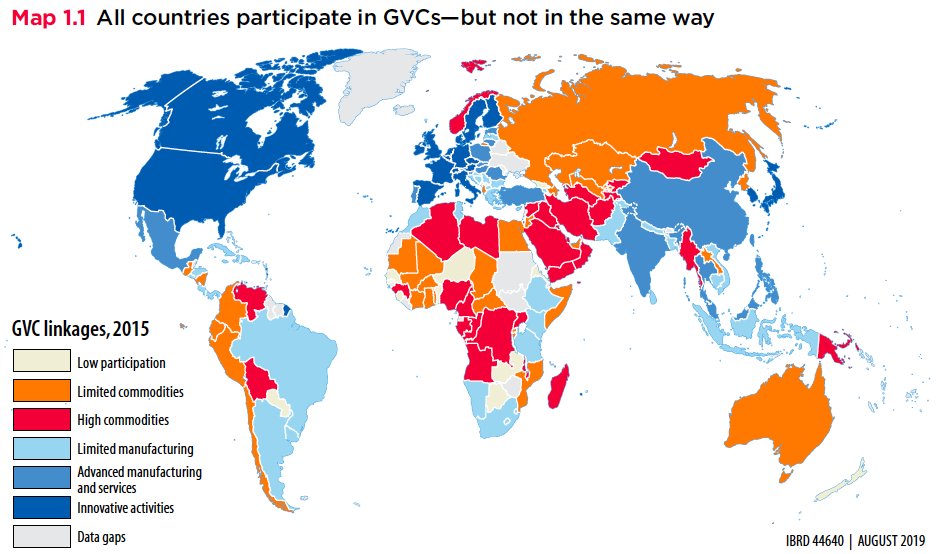 Map 1.1 All countries participate in GVCs—but not in the same way
GVC linkages, 2015
Low participation
Limited commodities
High commodities
Limited manufacturing
Advanced manufacturing
and services
Innovative activities
Data gaps
IBRD 44640 | AUGUST 2019